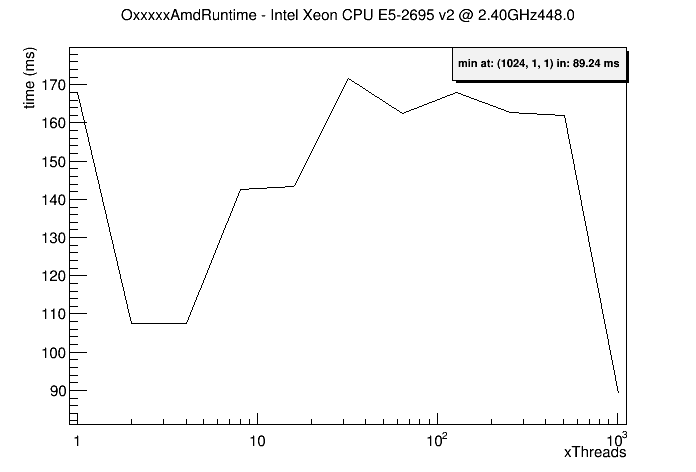 OxxxxxAmdRuntime - Intel Xeon CPU E5-2695 v2 @ 2.40GHz448.0
time (ms)
min at: (1024, 1, 1) in: 89.24 ms
170
160
150
140
130
120
110
100
90
1 10 10² 10³
xThreads